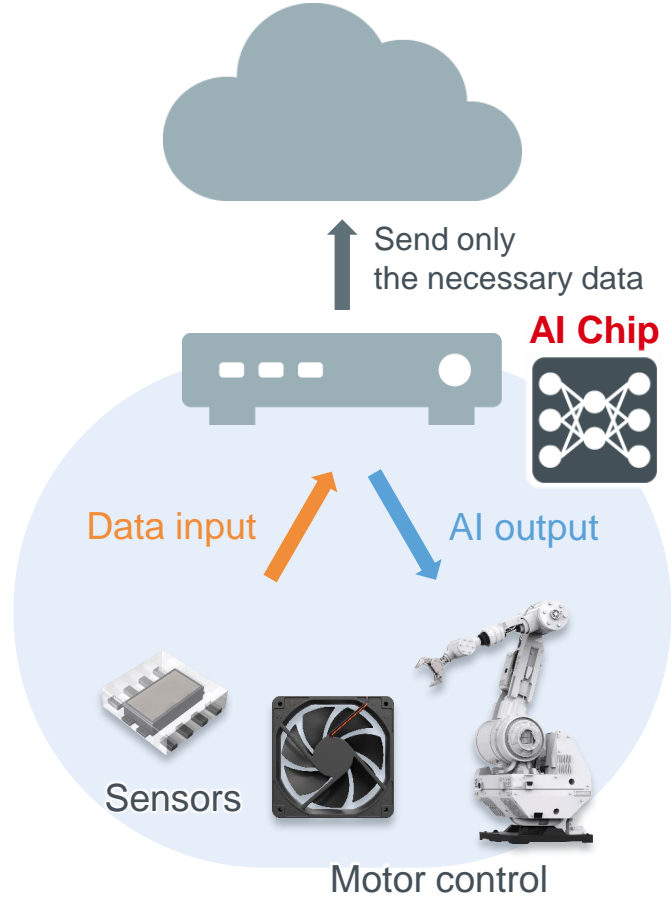 Send only
the necessary data
AI Chip
Data input
AI output
Sensors
Motor control